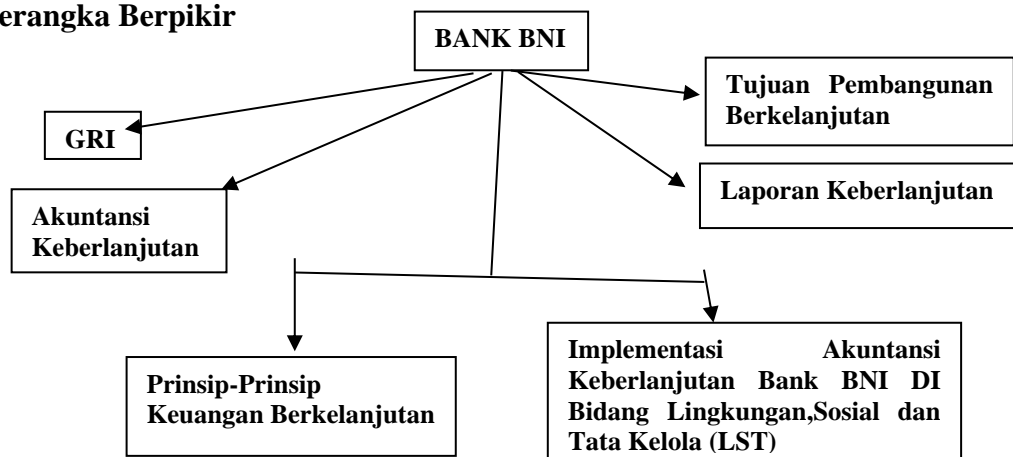 erangka Berpikir
BANK BNI
Tujuan Pembangunan
Berkelanjutan
GRI
Laporan Keberlanjutan
Akuntansi
Keberlanjutan
Prinsip-Prinsip
Keuangan Berkelanjutan
Implementasi Akuntansi
Keberlanjutan Bank BNI DI
Bidang Lingkungan,Sosial dan
Tata Kelola (LST)